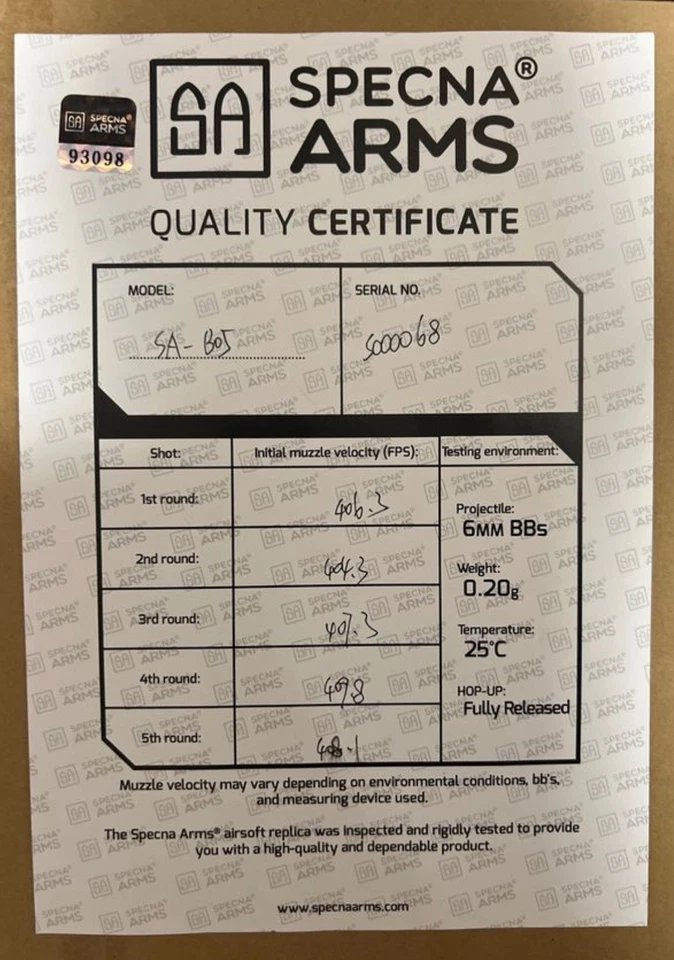 SA SPECNA®
ARMS
SA SPECNA®
ARMS
93098
QUALITY CERTIFICATE
MODEL: SERIAL NO.
SA-B05 S000068
Shot: Initial muzzle velocity (FPS): Testing environment:
1st round: 406.3
2nd round: 404.3
3rd round: 407.3
4th round:
5th round:
Projectile:
6MM BBs
Weight:
0.20g
Temperature:
25°C
HOP-UP:
Fully Released
Muzzle velocity may vary depending on environmental conditions, bb's,
and measuring device used.
The Specna Arms® airsoft replica was inspected and rigidly tested to provide
you with a high-quality and dependable product.
www.specnaarms.com